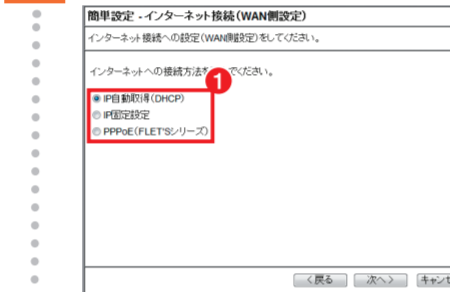 簡単設定 - インターネット接続(WAN側設定)
インターネット接続への設定(WAN側設定)をしてください。
インターネットへの接続方法を
でください。
1
IP自動取得(DHCP)
IP固定設定
PPPoE(FLET'Sシリーズ)
<戻る 次へ> キャンセ